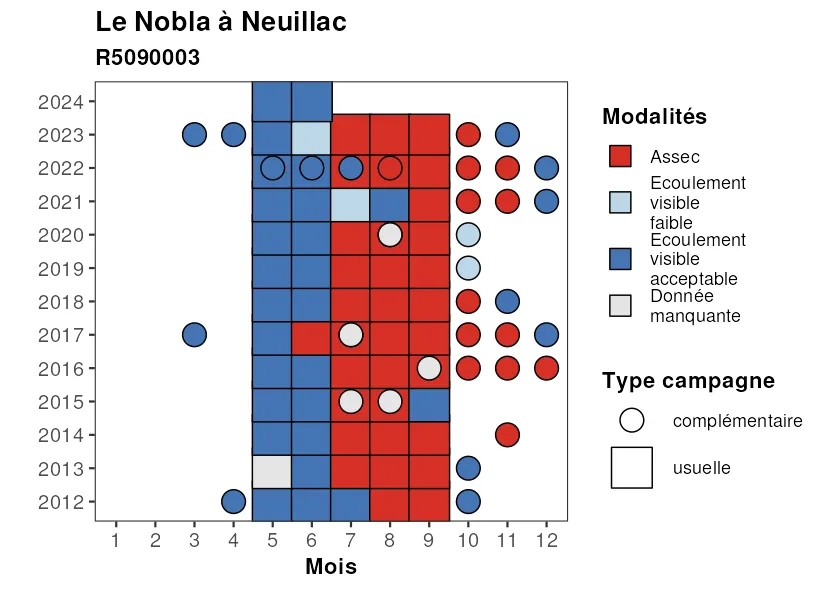 Le Nobla à Neuillac
R5090003
2024
2023
2022
2021
2020
2019
2018
2017
2016
2015
2014
2013
2012
1 2 3 4 5 6 7 8 9 10 11 12
Mois
Modalités
Assec
Ecoulement
visible
faible
Ecoulement
visible
acceptable
Donnée
manquante
Type campagne
complémentaire
usuelle